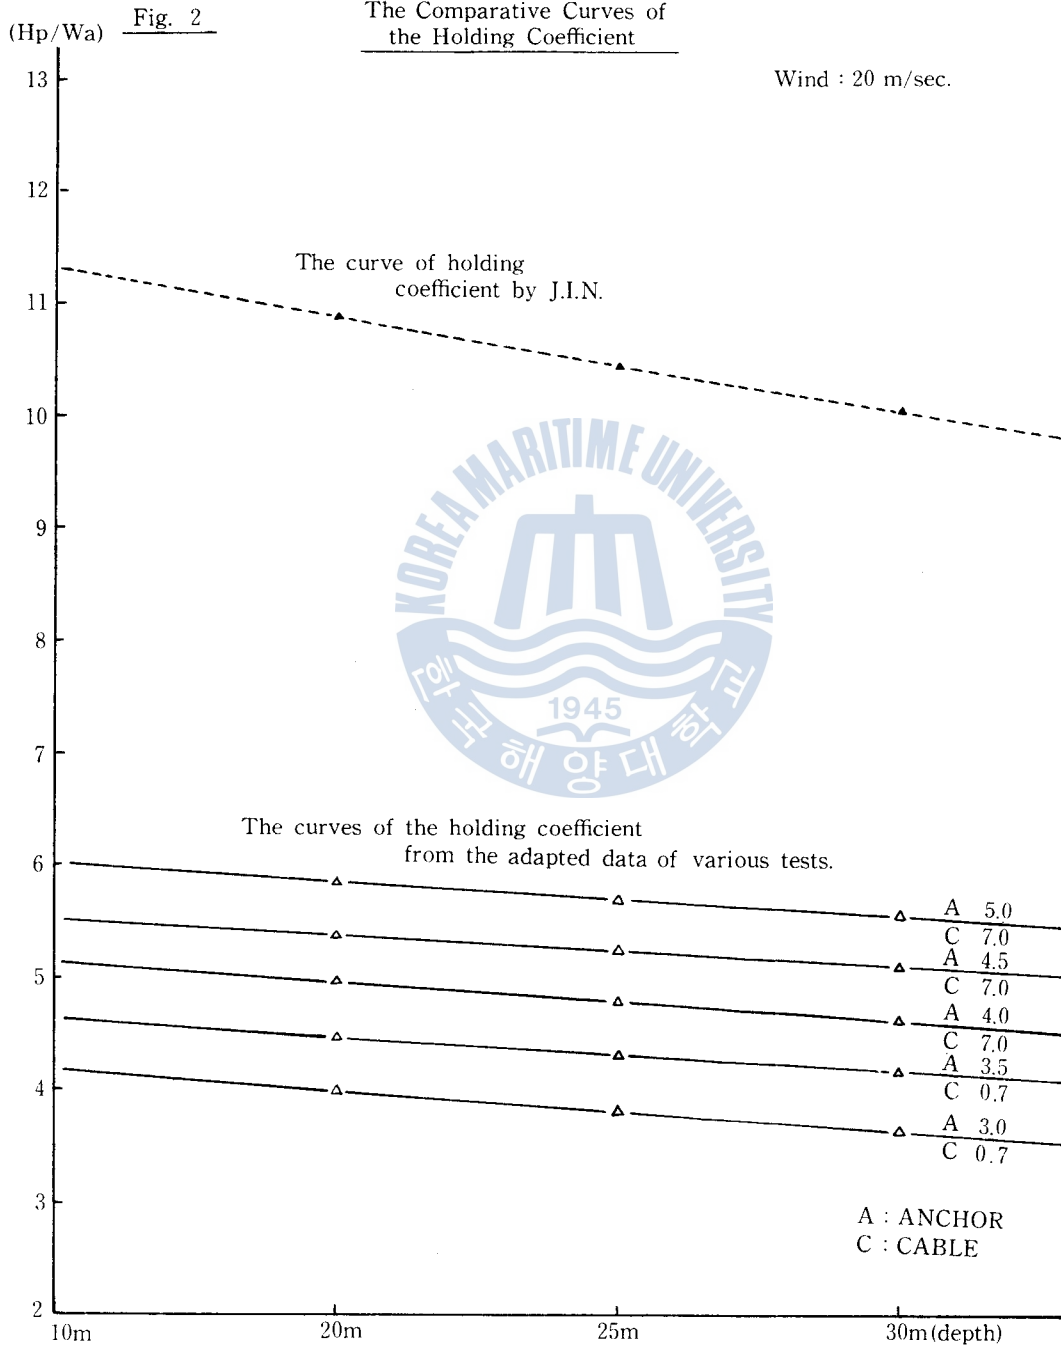 Fig. 2
The Comparative Curves of
the Holding Coefficient
(Hp/Wa)
Wind : 20 m/sec.
13
12
11
10
9
8
7
6
5
4
3
2
The curve of holding
coefficient by J.I.N.
KOREA MARITIME UNIVERSITY
1945
한국해양대학교
The curves of the holding coefficient
from the adapted data of various tests.
A 5.0
C 7.0
A 4.5
C 7.0
A 4.0
C 7.0
A 3.5
C 0.7
A 3.0
C 0.7
A : ANCHOR
C : CABLE
10m 20m 25m 30m(depth)